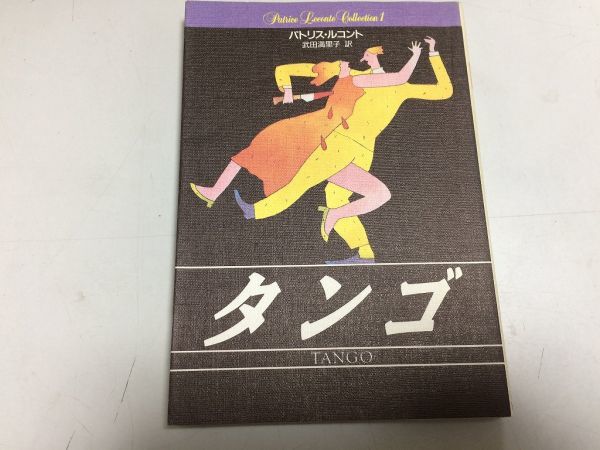 Patrice Leconte Collection 1
パトリス・ルコント
武田満里子 訳
タンゴ
TANGO